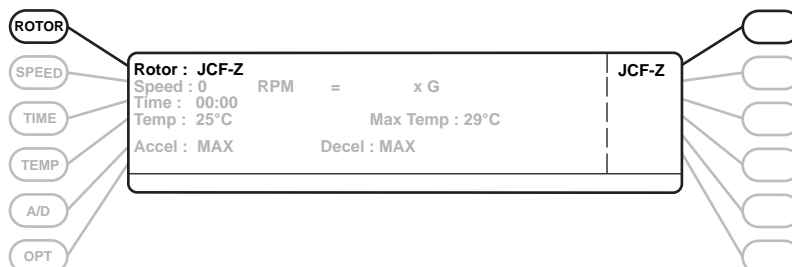 ROTOR
SPEED
TIME
TEMP
A/D
OPT
Rotor : JCF-Z
Speed : 0 RPM = x G
Time : 00:00
Temp : 25°C Max Temp : 29°C
Accel : MAX Decel : MAX
JCF-Z